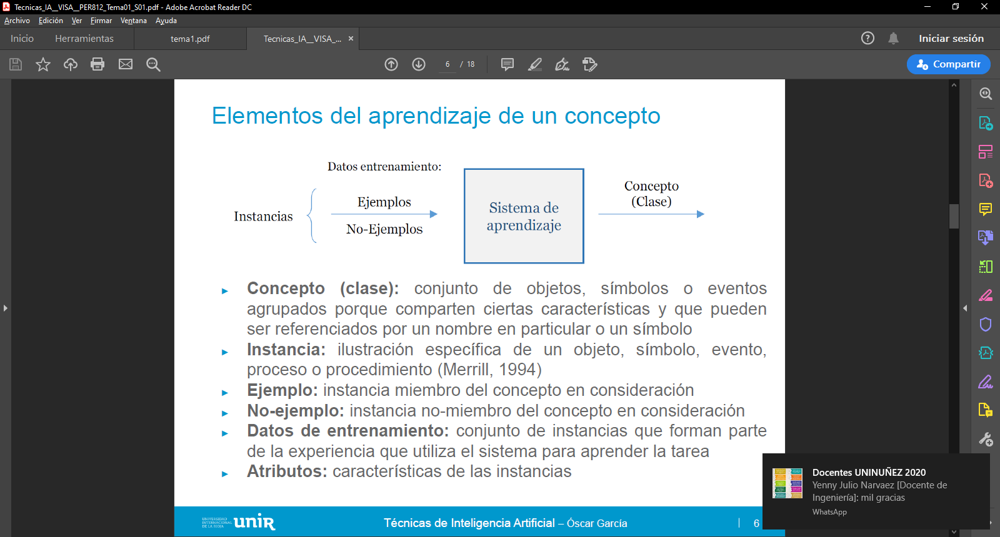 Tecnicas_IA__VISA__PER812_Tema01_S01.pdf - Adobe Acrobat Reader DC
Archivo Edición Ver Firmar Ventana Ayuda
Inicio Herramientas tema1.pdf Tecnicas_IA__VISA_... × Iniciar sesión
6 / 18 Compartir
Elementos del aprendizaje de un concepto
Datos entrenamiento:
Instancias
Ejemplos
No-Ejemplos
Sistema de
aprendizaje
Concepto
(Clase)
Concepto (clase): conjunto de objetos, símbolos o eventos
agrupados porque comparten ciertas características y que pueden
ser referenciados por un nombre en particular o un símbolo
Instancia: ilustración específica de un objeto, símbolo, evento,
proceso o procedimiento (Merrill, 1994)
Ejemplo: instancia miembro del concepto en consideración
No-ejemplo: instancia no-miembro del concepto en consideración
Datos de entrenamiento: conjunto de instancias que forman parte
de la experiencia que utiliza el sistema para aprender la tarea
Atributos: características de las instancias
UNIVERSIDAD
INTERNACIONAL
DE LA RIOJA
unir
Técnicas de Inteligencia Artificial – Óscar García
6
Docentes UNINUÑEZ 2020
Yenny Julio Narvaez [Docente de
Ingeniería]: mil gracias
WhatsApp